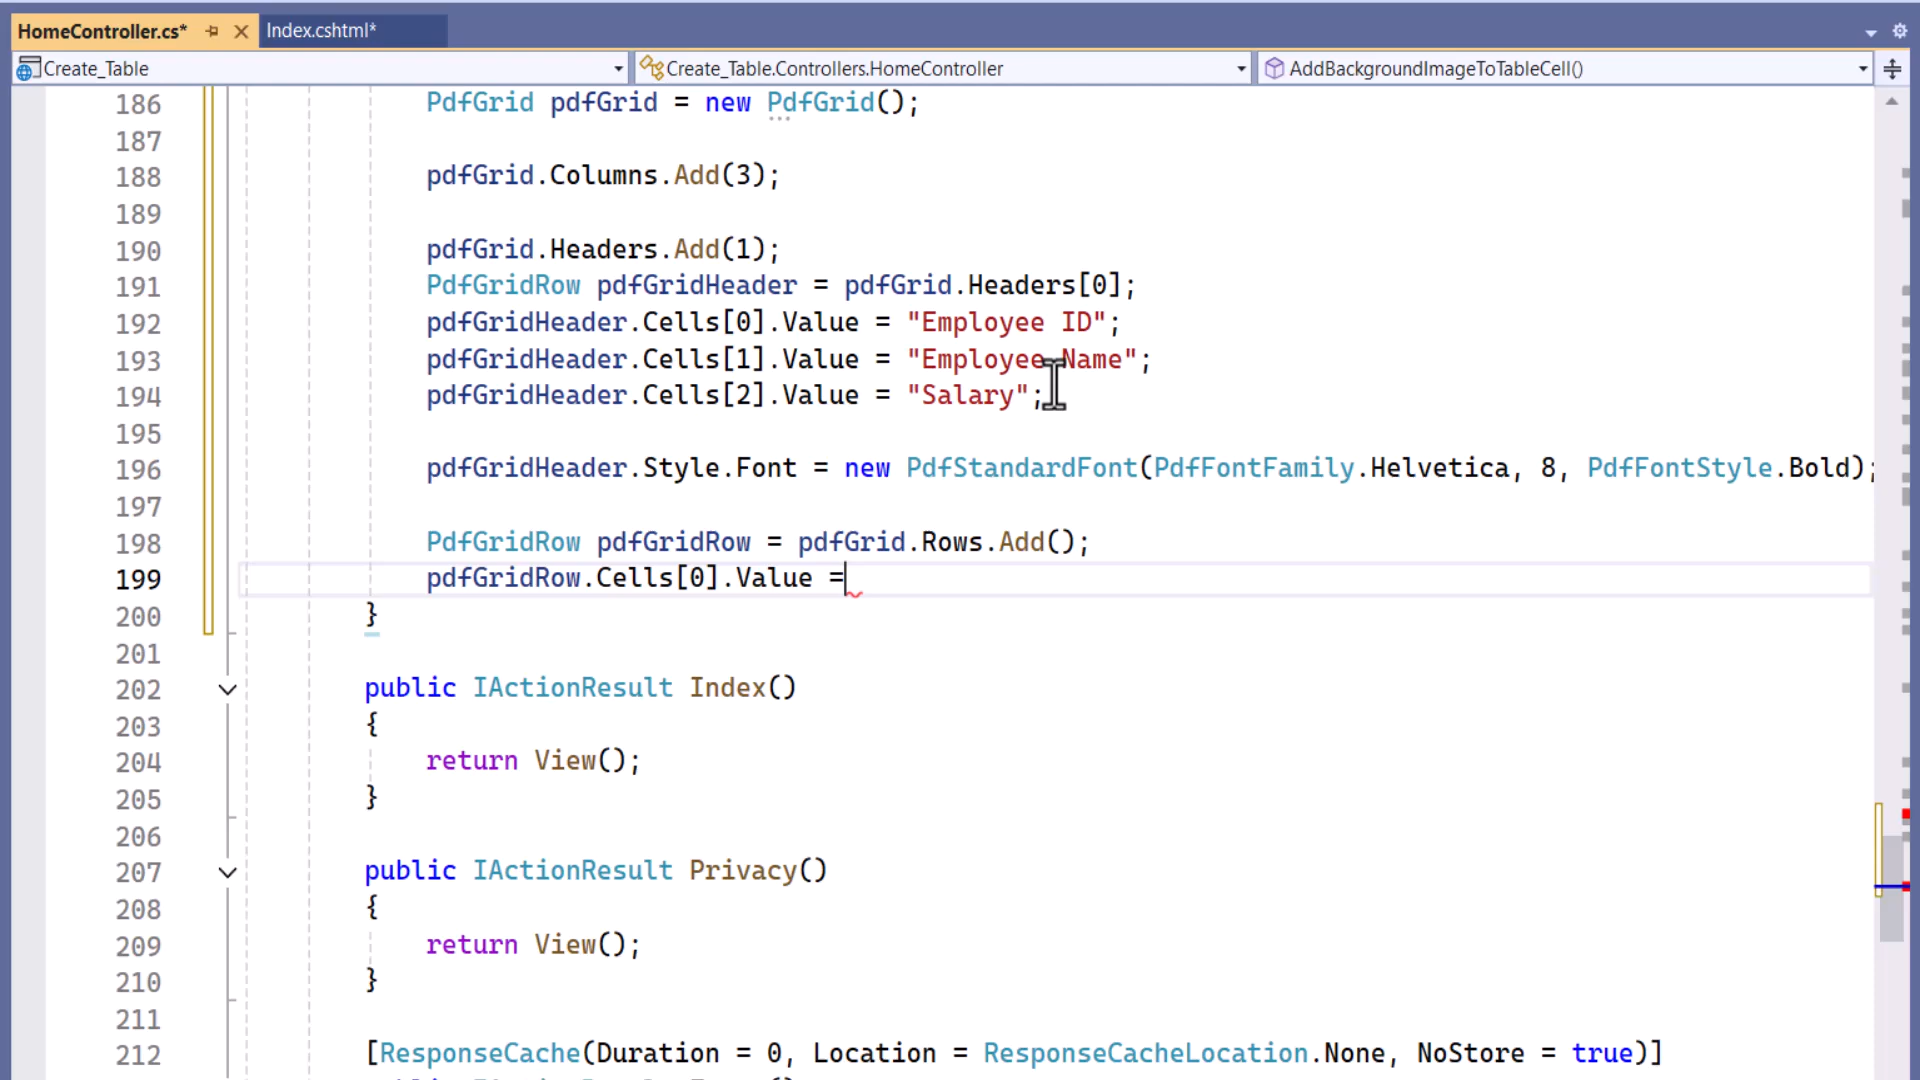 HomeController.cs* Index.cshtml*
Create_Table Create_Table.Controllers.HomeController AddBackgroundImageToTableCell()
186 PdfGrid pdfGrid = new PdfGrid();
187
188 pdfGrid.Columns.Add(3);
189
190 pdfGrid.Headers.Add(1);
191 PdfGridRow pdfGridHeader = pdfGrid.Headers[0];
192 pdfGridHeader.Cells[0].Value = "Employee ID";
193 pdfGridHeader.Cells[1].Value = "Employee Name";
194 pdfGridHeader.Cells[2].Value = "Salary";
195
196 pdfGridHeader.Style.Font = new PdfStandardFont(PdfFontFamily.Helvetica, 8, PdfFontStyle.Bold);
197
198 PdfGridRow pdfGridRow = pdfGrid.Rows.Add();
199 pdfGridRow.Cells[0].Value =
200 }
201
202 public IActionResult Index()
203 {
204 return View();
205 }
206
207 public IActionResult Privacy()
208 {
209 return View();
210 }
211
212 [ResponseCache(Duration = 0, Location = ResponseCacheLocation.None, NoStore = true)]